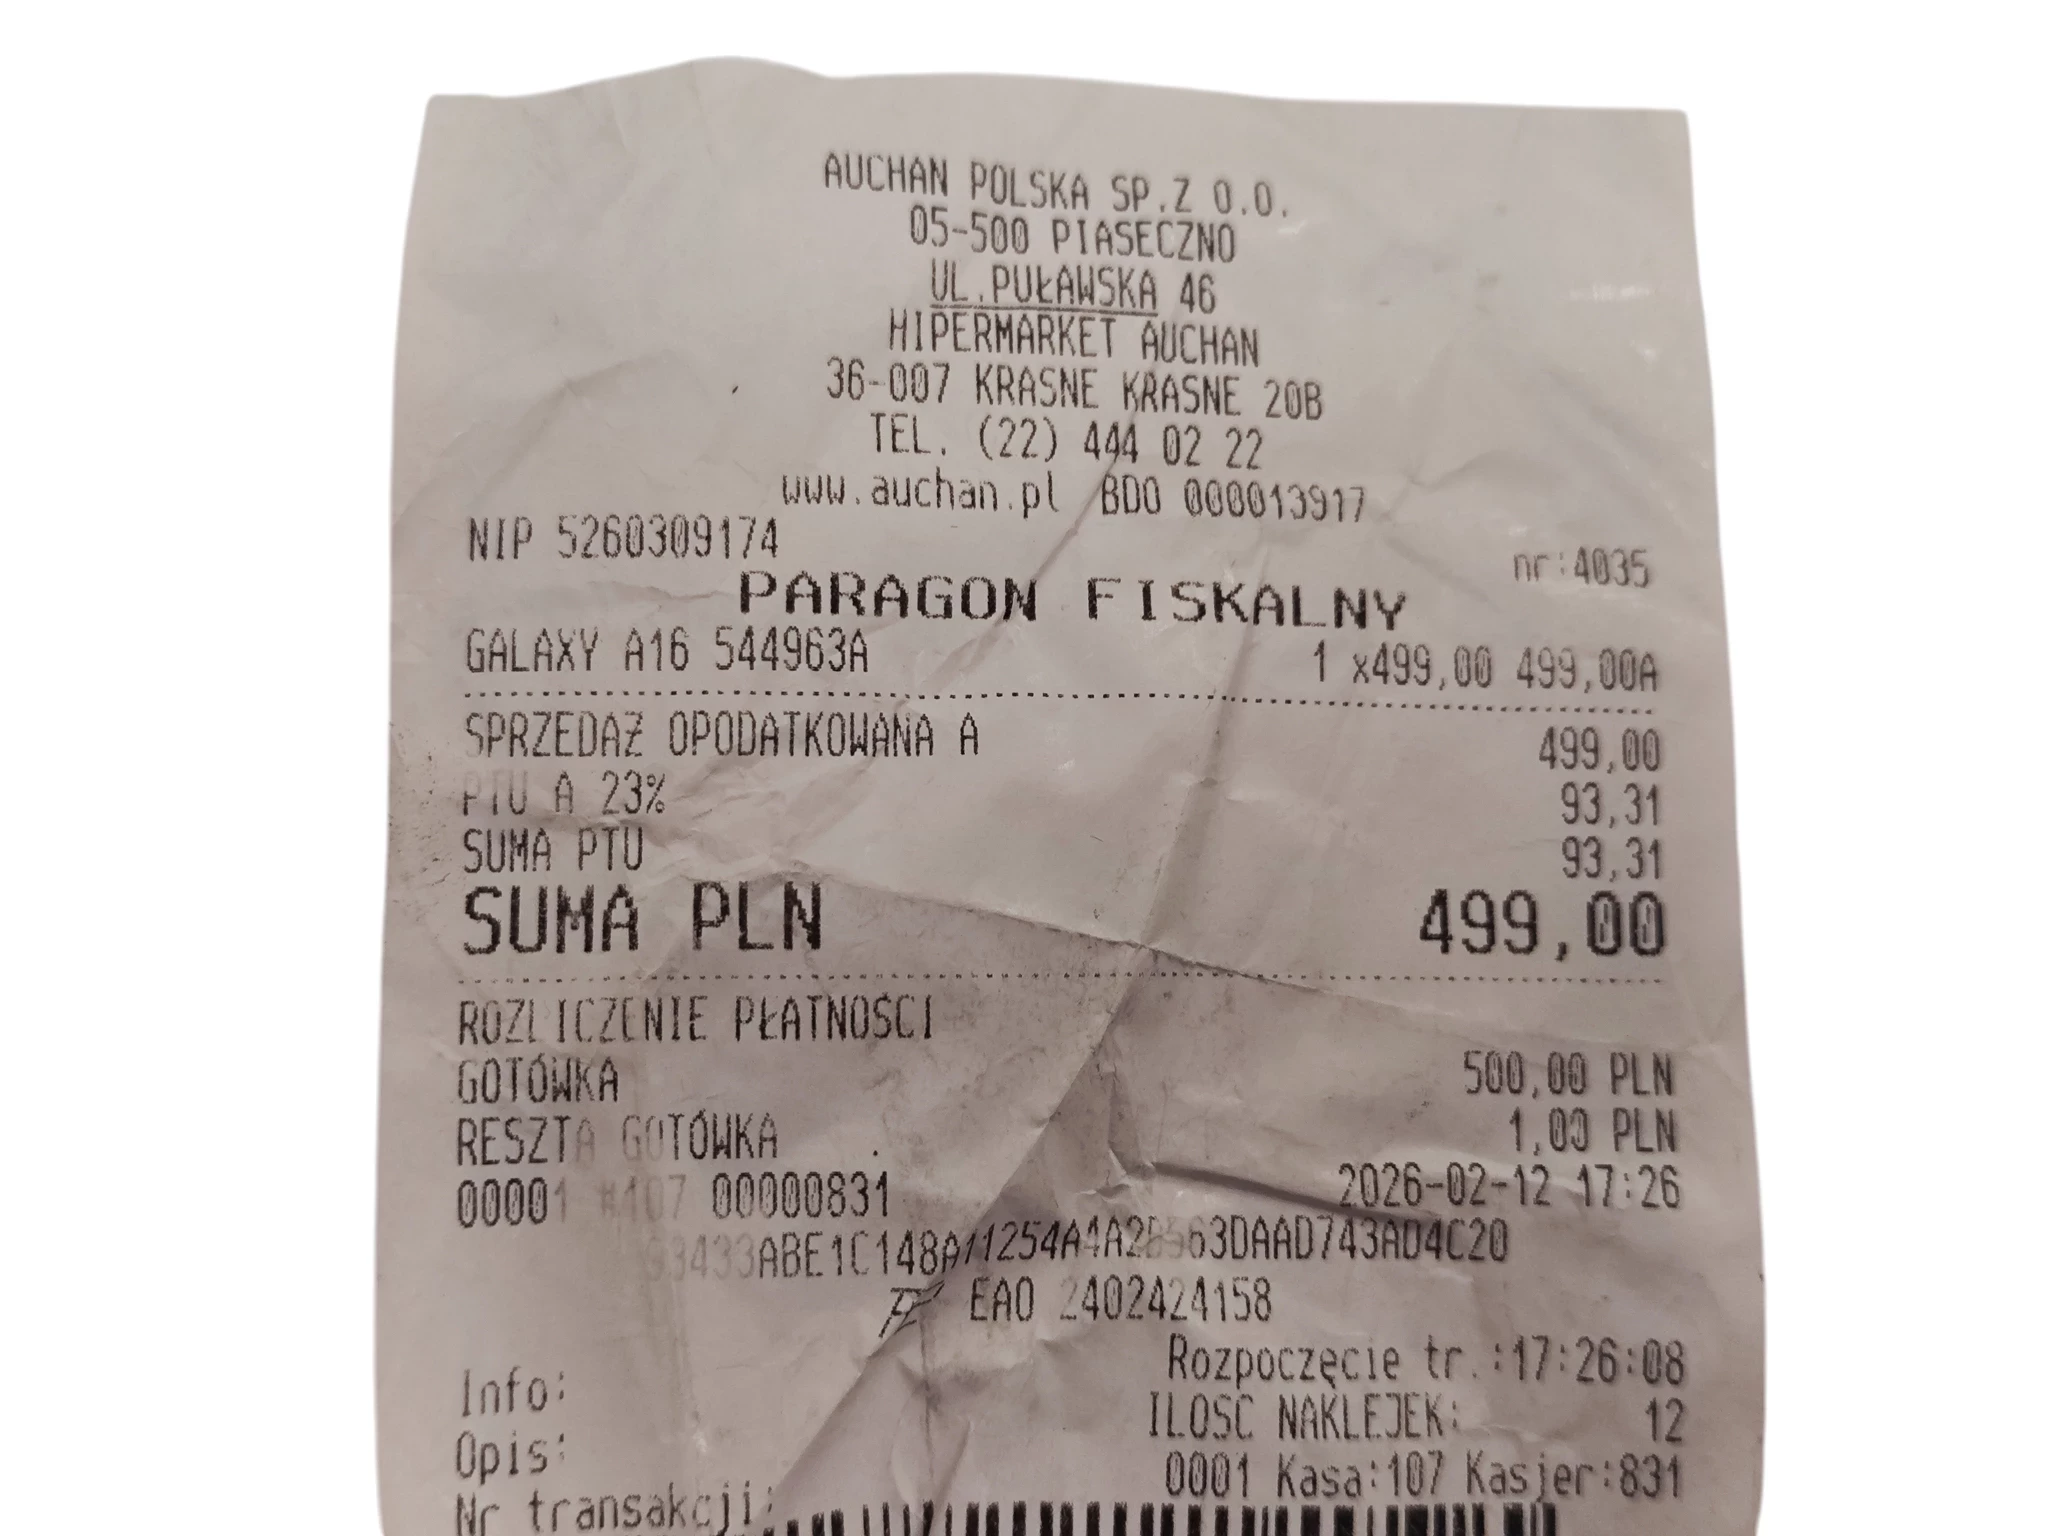 AUCHAN POLSKA SP.Z O.O.
05-500 PIASECZNO
UL.PUŁAWSKA 46
HIPERMARKET AUCHAN
36-007 KRASNE KRASNE 20B
TEL. (22) 444 02 22
www.auchan.pl BDO 000013917
NIP 5260309174 nr:4035
PARAGON FISKALNY
GALAXY A16 544963A 1 x499,00 499,00A
SPRZEDAŻ OPODATKOWANA A 499,00
PTU A 23% 93,31
SUMA PTU 93,31
SUMA PLN 499,00
ROZLICZENIE PŁATNOŚCI
GOTÓWKA 500,00 PLN
RESZTA GOTÓWKA 1,00 PLN
00001 #107 00000831 2026-02-12 17:26
EAO 2402424158
Rozpoczęcie tr.:17:26:08
Info:
ILOSC NAKLEJEK: 12
Opis:
0001 Kasa:107 Kasjer:831
Nr transakcji: